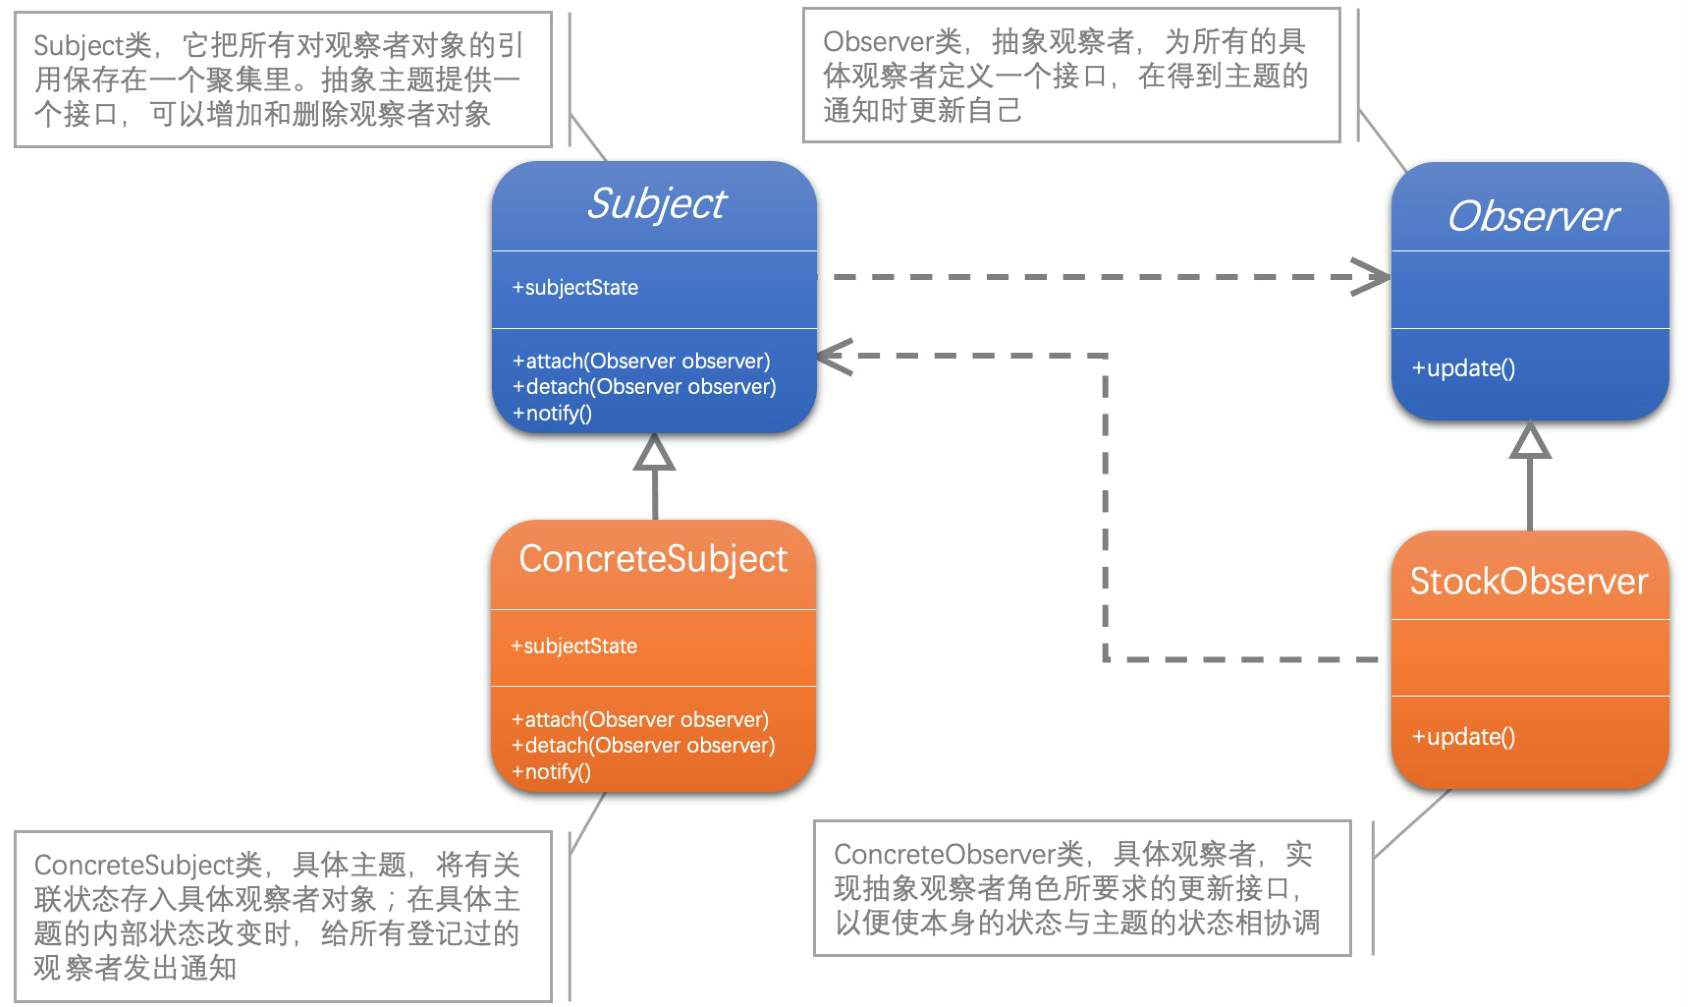 Subject类，它把所有对观察者对象的引
用保存在一个聚集里。抽象主题提供一
个接口，可以增加和删除观察者对象
Observer类，抽象观察者，为所有的具
体观察者定义一个接口，在得到主题的
通知时更新自己
Subject
+subjectState
+attach(Observer observer)
+detach(Observer observer)
+notify()
Observer
+update()
ConcreteSubject
+subjectState
+attach(Observer observer)
+detach(Observer observer)
+notify()
StockObserver
+update()
ConcreteSubject类，具体主题，将有关
联状态存入具体观察者对象；在具体主
题的内部状态改变时，给所有登记过的
观察者发出通知
ConcreteObserver类，具体观察者，实
现抽象观察者角色所要求的更新接口，
以便使本身的状态与主题的状态相协调